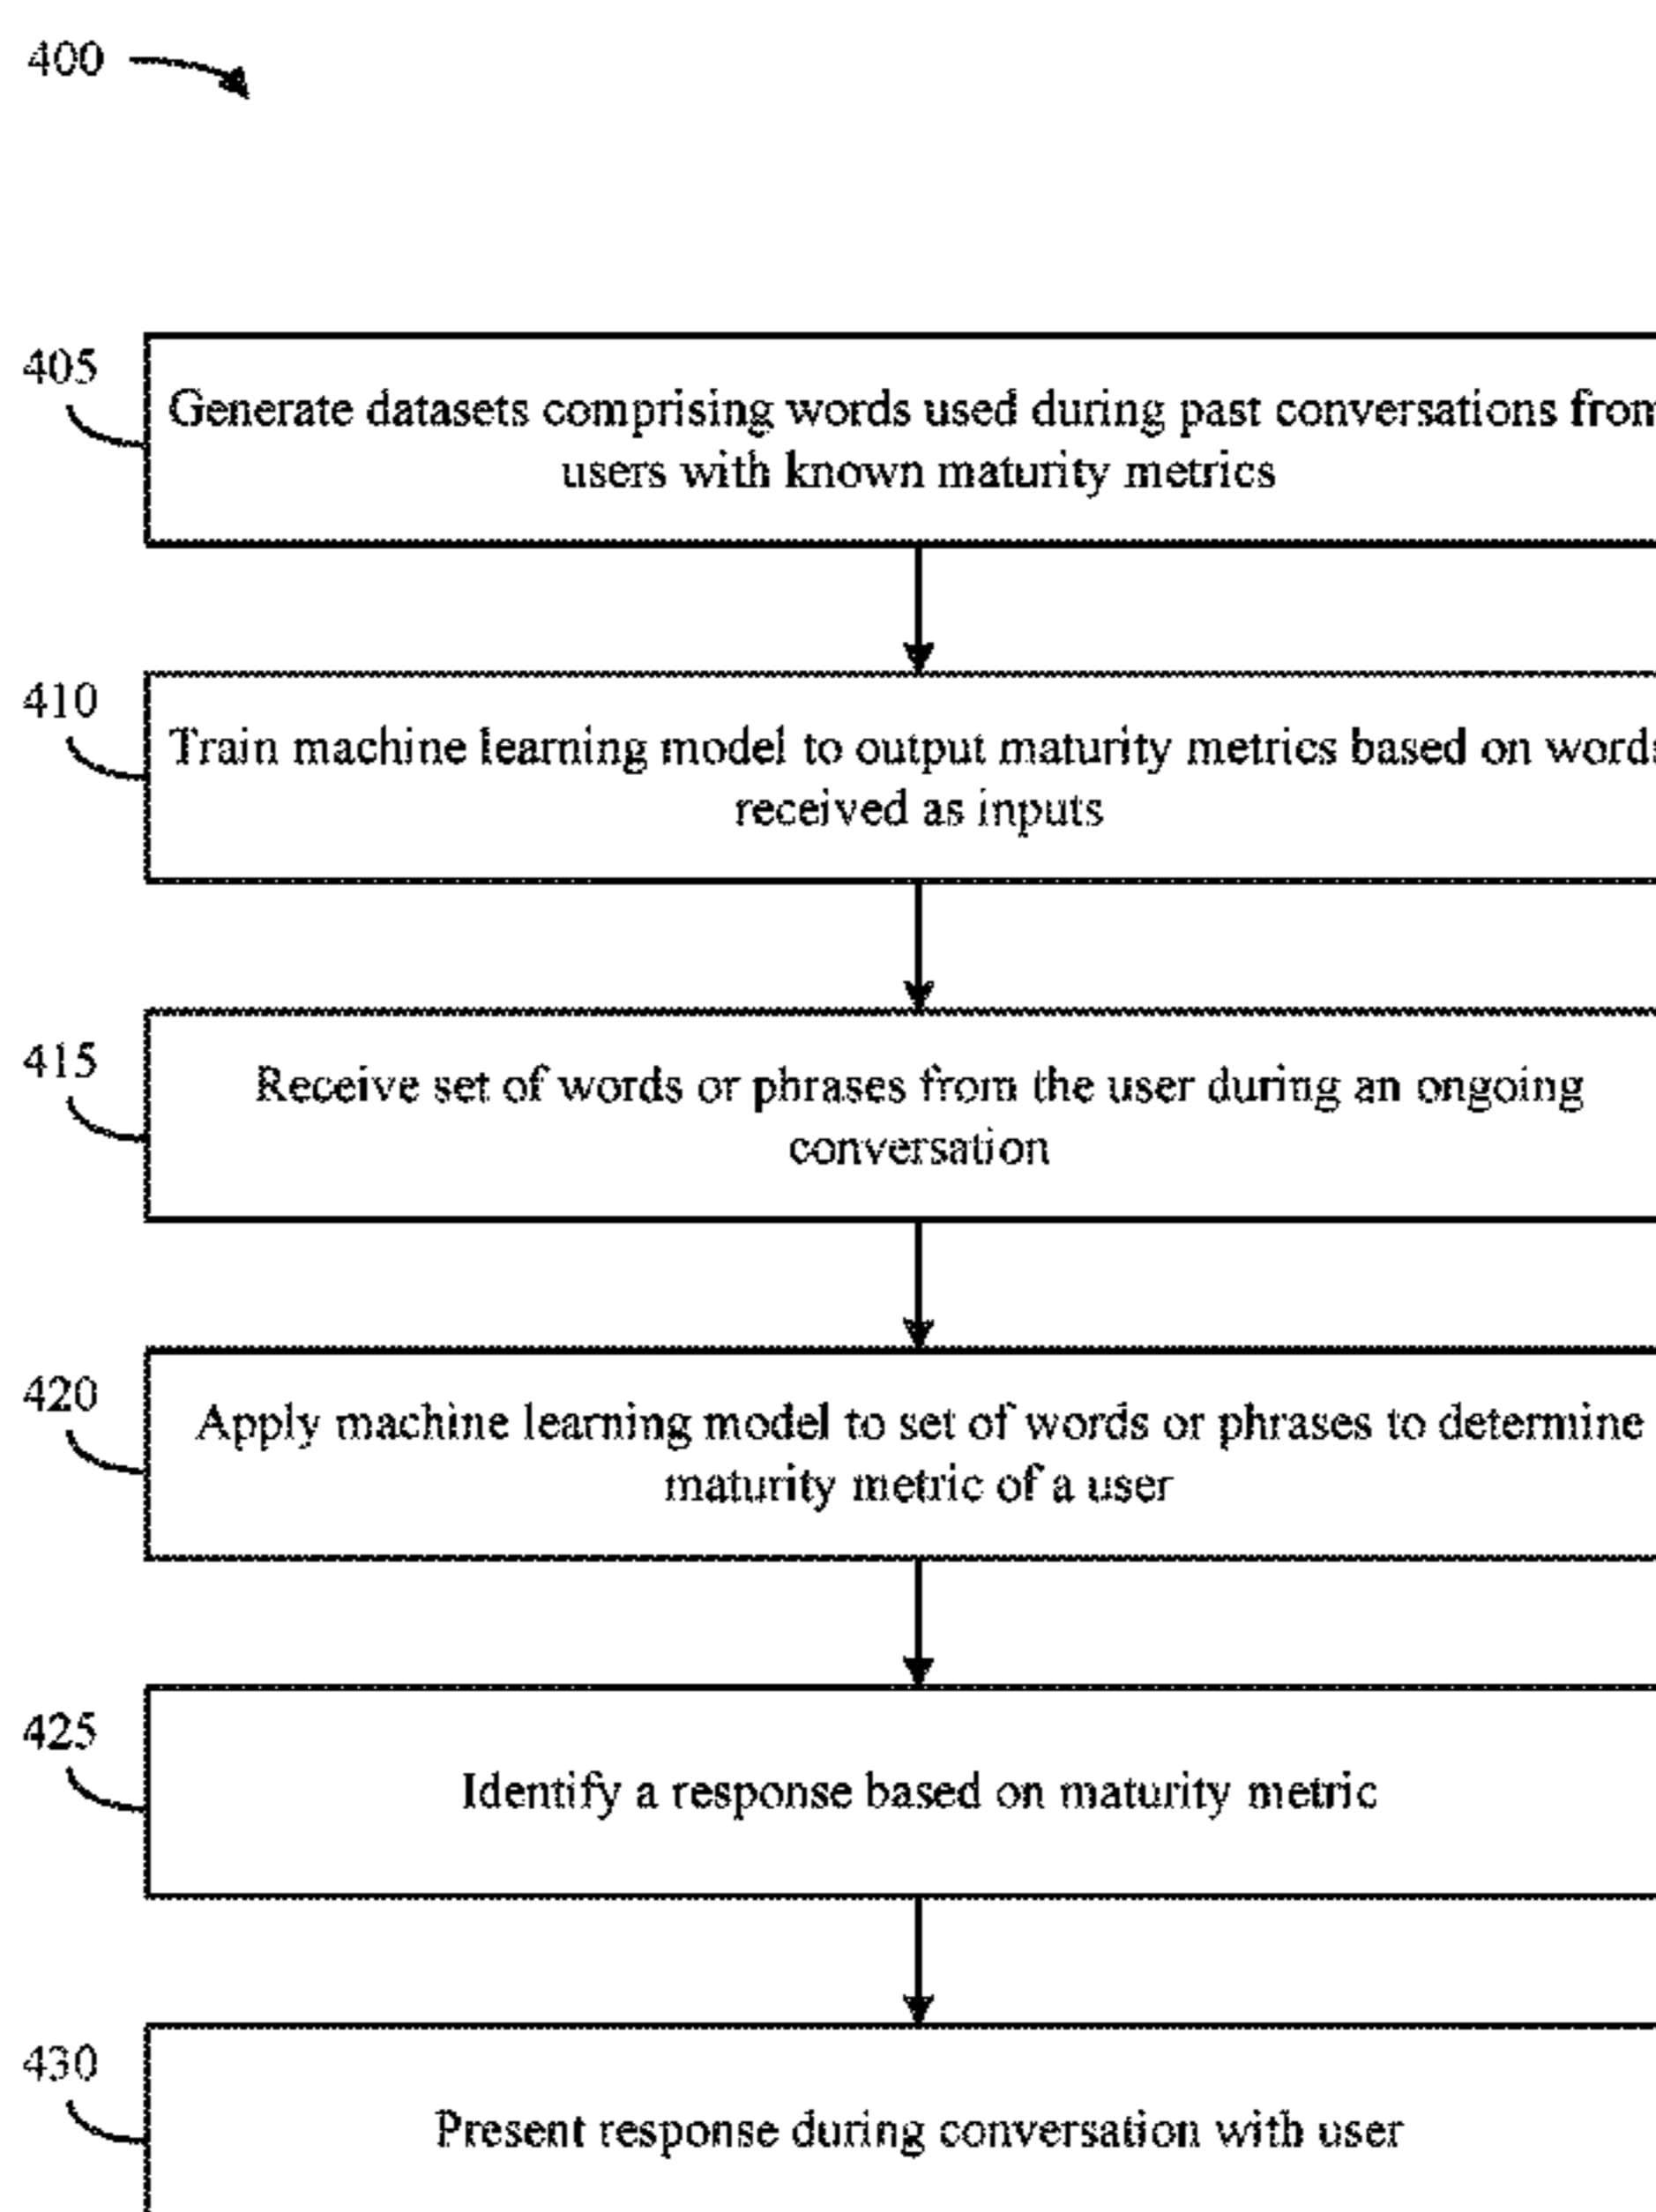 400
405
Generate datasets comprising words used during past conversations from
users with known maturity metrics
410
Train machine learning model to output maturity metrics based on words
received as inputs
415
Receive set of words or phrases from the user during an ongoing
conversation
420
Apply machine learning model to set of words or phrases to determine
maturity metric of a user
425
Identify a response based on maturity metric
430
Present response during conversation with user